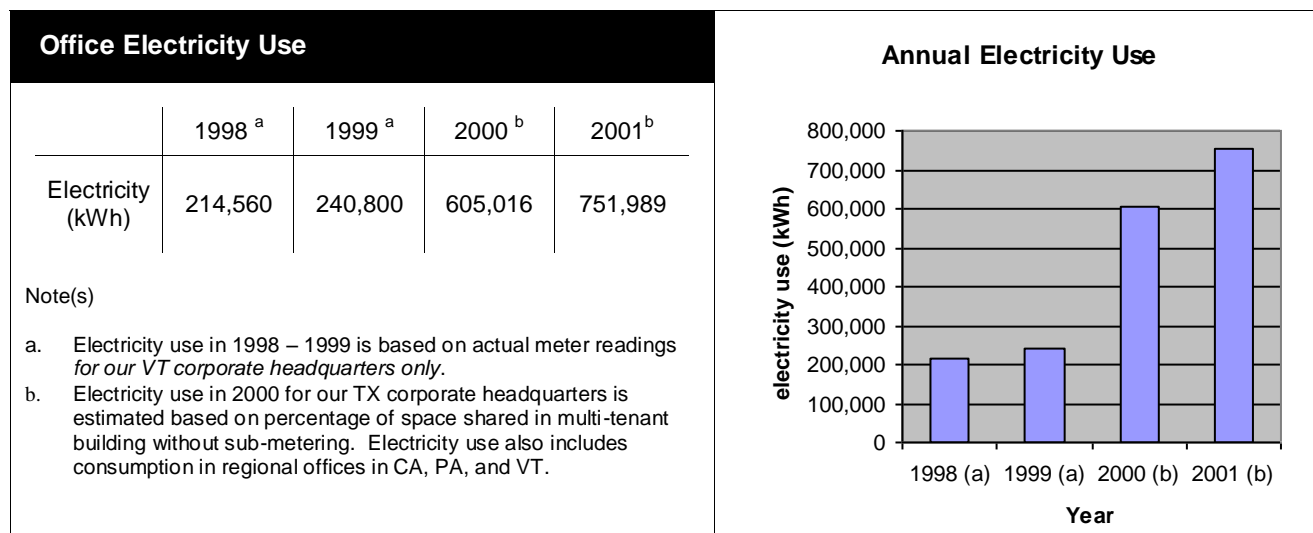 Office Electricity Use
1998 a 1999 a 2000 b 2001b
Electricity
(kWh) 214,560 240,800 605,016 751,989
Note(s)
a. Electricity use in 1998 – 1999 is based on actual meter readings
for our VT corporate headquarters only.
b. Electricity use in 2000 for our TX corporate headquarters is
estimated based on percentage of space shared in multi-tenant
building without sub-metering. Electricity use also includes
consumption in regional offices in CA, PA, and VT.
Annual Electricity Use
electricity use (kWh)
800,000
700,000
600,000
500,000
400,000
300,000
200,000
100,000
0
1998 (a) 1999 (a) 2000 (b) 2001 (b)
Year